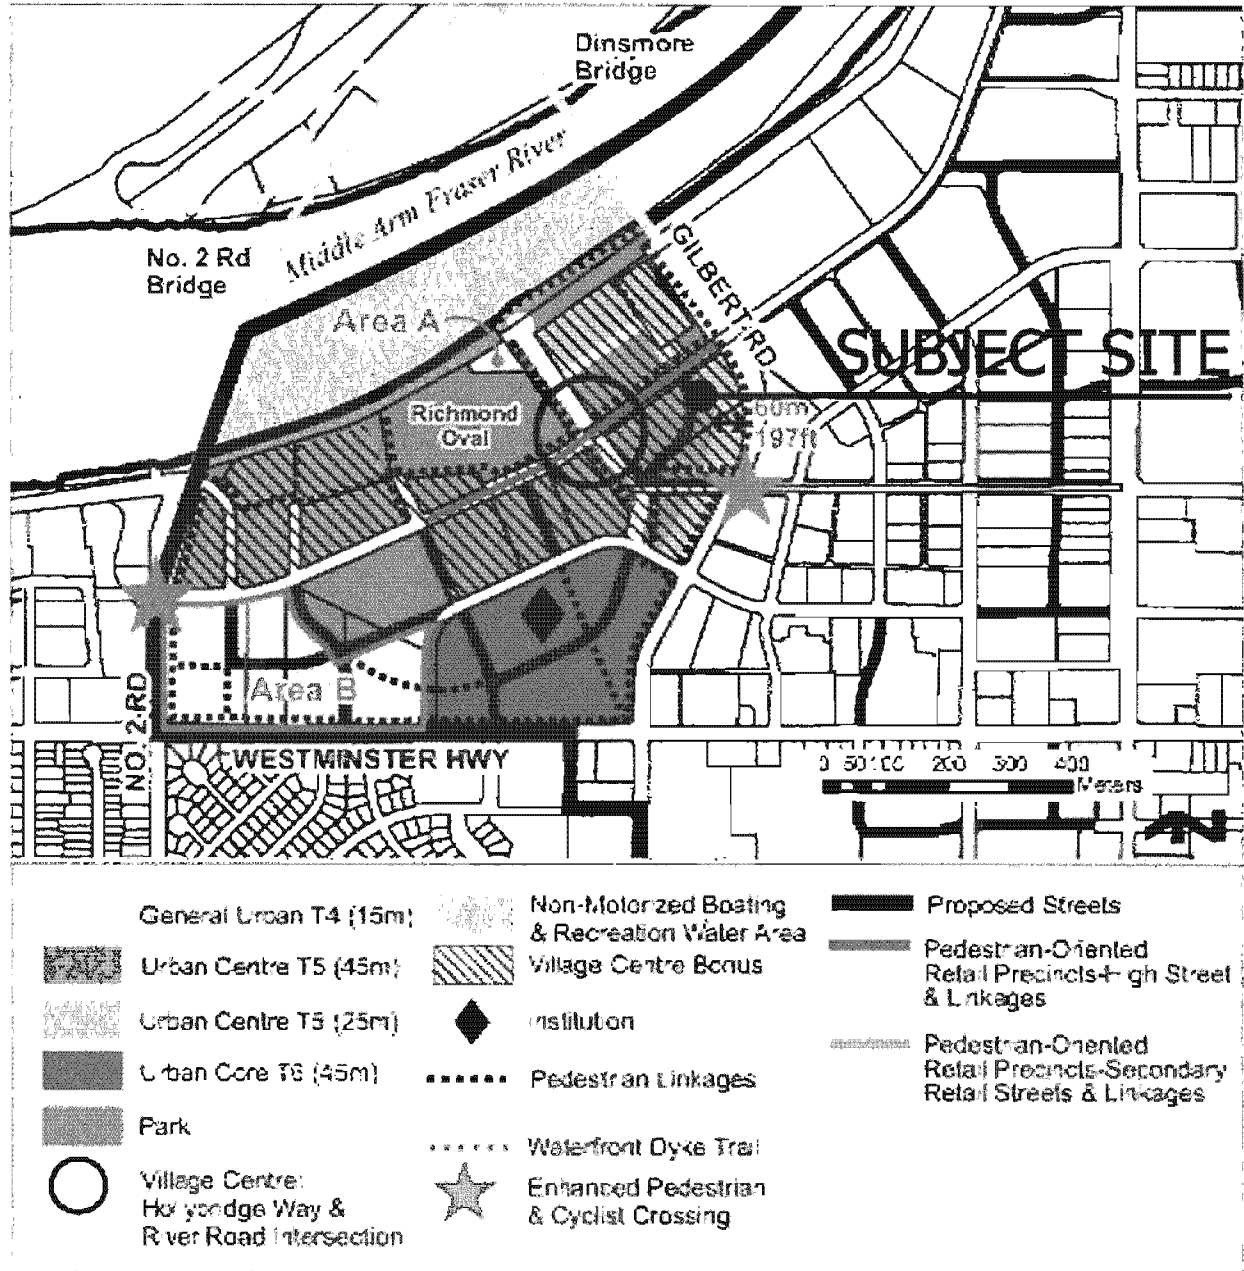 Dinsmore
Bridge
Middle Arm Fraser River
No. 2 Rd
Bridge
GILBERT RD
Area A
SUBJECT SITE
Richmond
Oval
60m
197ft
Area B
NO. 2 RD
WESTMINSTER HWY
0 50 100 200 300 400
Meters
General Urban T4 (15m)
Urban Centre T5 (45m)
Urban Centre T5 (25m)
Urban Core T6 (45m)
Park
Village Centre:
Hollybridge Way &
River Road Intersection
Non-Motorized Boating
& Recreation Water Area
Village Centre Bonus
Institution
Pedestrian Linkages
Waterfront Dyke Trail
Enhanced Pedestrian
& Cyclist Crossing
Proposed Streets
Pedestrian-Oriented
Retail Precincts-High Street
& Linkages
Pedestrian-Oriented
Retail Precincts-Secondary
Retail Streets & Linkages